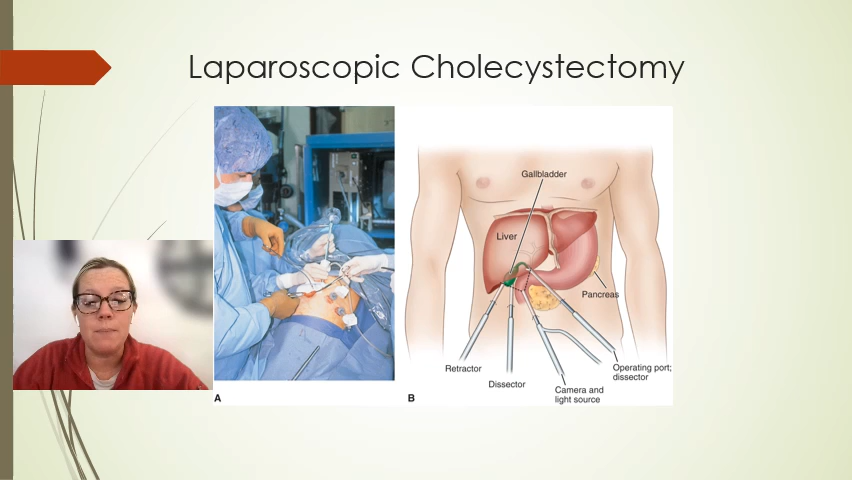 Laparoscopic Cholecystectomy
Gallbladder
Liver
Pancreas
Retractor
Dissector
Camera and
light source
Operating port;
dissector
A
B